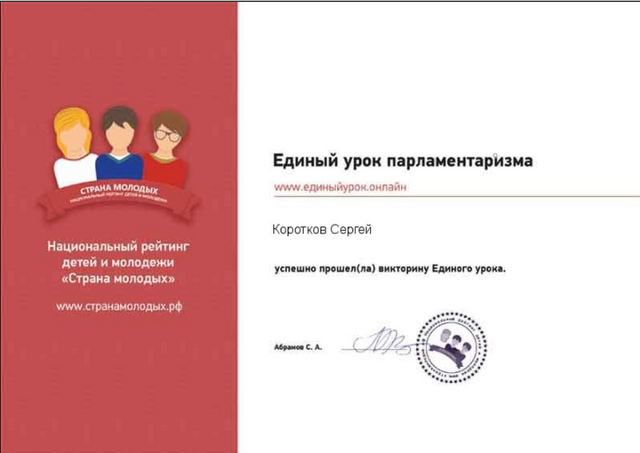 СТРАНА МОЛОДЫХ
НАЦИОНАЛЬНЫЙ РЕЙТИНГ ДЕТЕЙ И МОЛОДЕЖИ
Национальный рейтинг
детей и молодежи
«Страна молодых»
www.странамолодых.рф
Единый урок парламентаризма
www.единыйурок.онлайн
Коротков Сергей
успешно прошел(ла) викторину Единого урока.
Абрамов С. А.